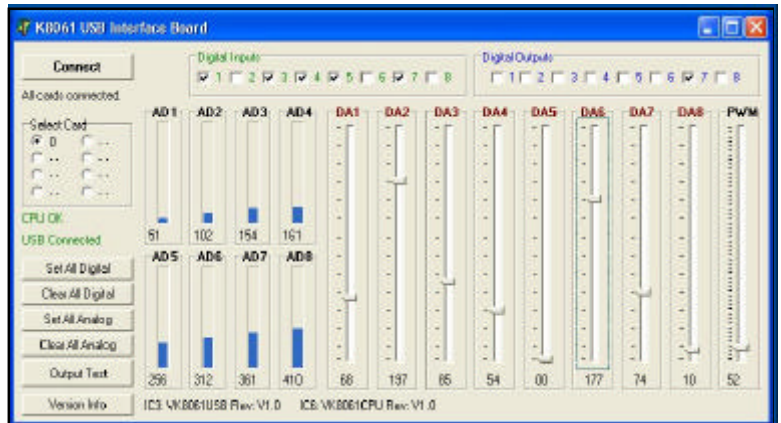 K8061 USB Interface Board
Connect
All cards connected.
Select Card
0 --
-- --
-- --
-- --
CPU OK
USB Connected
Set All Digital
Clear All Digital
Set All Analog
Clear All Analog
Output Test
Version Info
Digital Inputs
1 2 3 4 5 6 7 8
Digital Outputs
1 2 3 4 5 6 7 8
AD1 AD2 AD3 AD4
51 102 154 161
AD5 AD6 AD7 AD8
256 312 361 410
DA1 DA2 DA3 DA4 DA5 DA6 DA7 DA8 PWM
68 197 85 54 00 177 74 10 52
IC3: VK8061USB Rev: V1.0 IC6: VK8061CPU Rev: V1.0